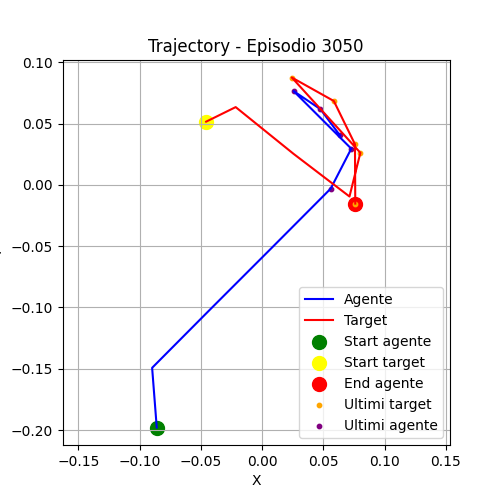 Trajectory - Episodio 3050
0.10
0.05
0.00
−0.05
−0.10
−0.15
−0.20
Agente
Target
Start agente
Start target
End agente
Ultimi target
Ultimi agente
−0.15 −0.10 −0.05 0.00 0.05 0.10 0.15
X